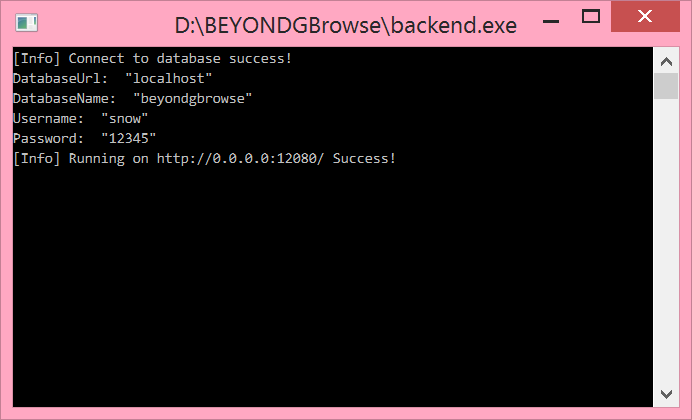 D:\BEYONDGBrowse\backend.exe
[Info] Connect to database success!
DatabaseUrl:  "localhost"
DatabaseName:  "beyondgbrowse"
Username:  "snow"
Password:  "12345"
[Info] Running on http://0.0.0.0:12080/ Success!